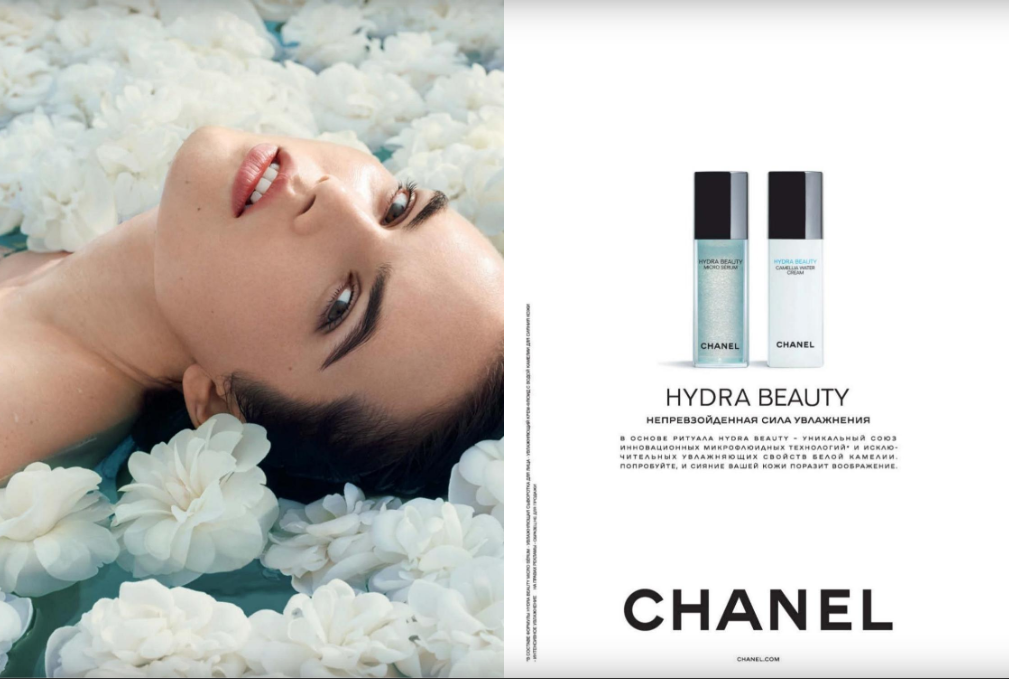 HYDRA BEAUTY
MICRO SÉRUM
CHANEL
HYDRA BEAUTY
CAMELLIA WATER
CREAM
CHANEL
HYDRA BEAUTY
НЕПРЕВЗОЙДЕННАЯ СИЛА УВЛАЖНЕНИЯ
В ОСНОВЕ РИТУАЛА HYDRA BEAUTY – УНИКАЛЬНЫЙ СОЮЗ
ИННОВАЦИОННЫХ МИКРОФЛЮИДНЫХ ТЕХНОЛОГИЙ* И ИСКЛЮ-
ЧИТЕЛЬНЫХ УВЛАЖНЯЮЩИХ СВОЙСТВ БЕЛОЙ КАМЕЛИИ.
ПОПРОБУЙТЕ, И СИЯНИЕ ВАШЕЙ КОЖИ ПОРАЗИТ ВООБРАЖЕНИЕ.
CHANEL
CHANEL.COM